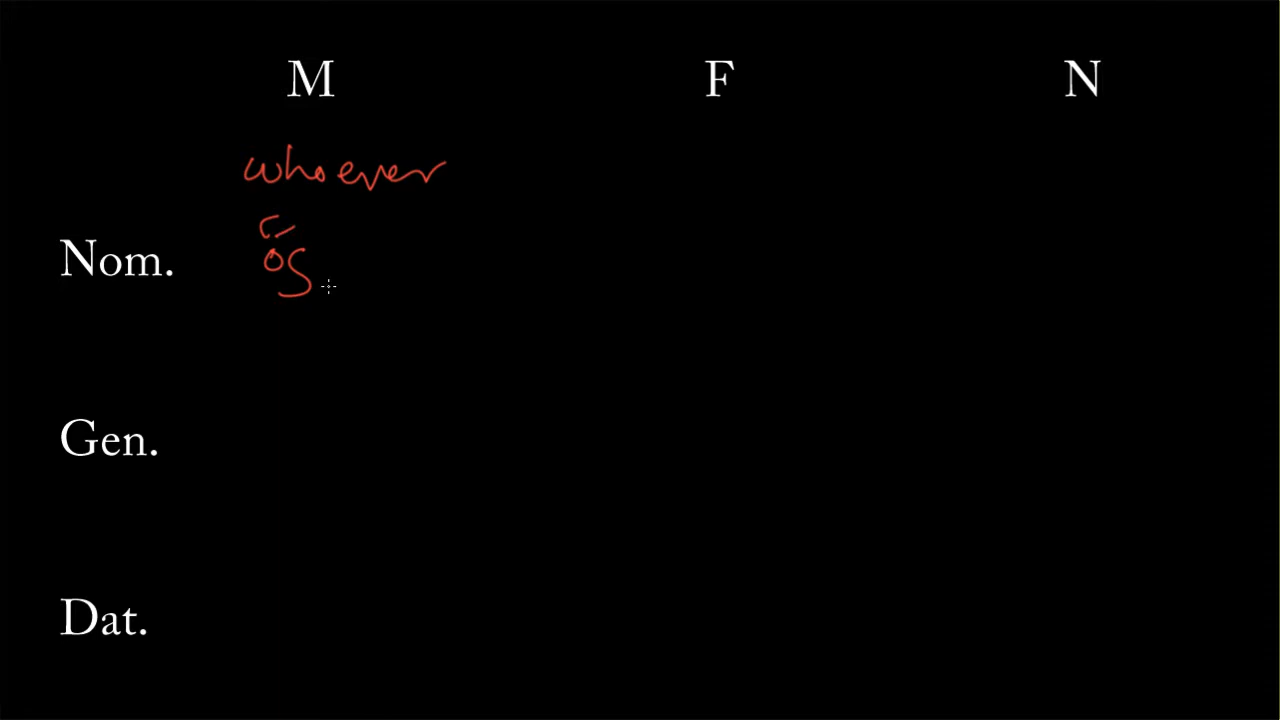 M F N
whoever
Nom. ὅς
Gen.
Dat.